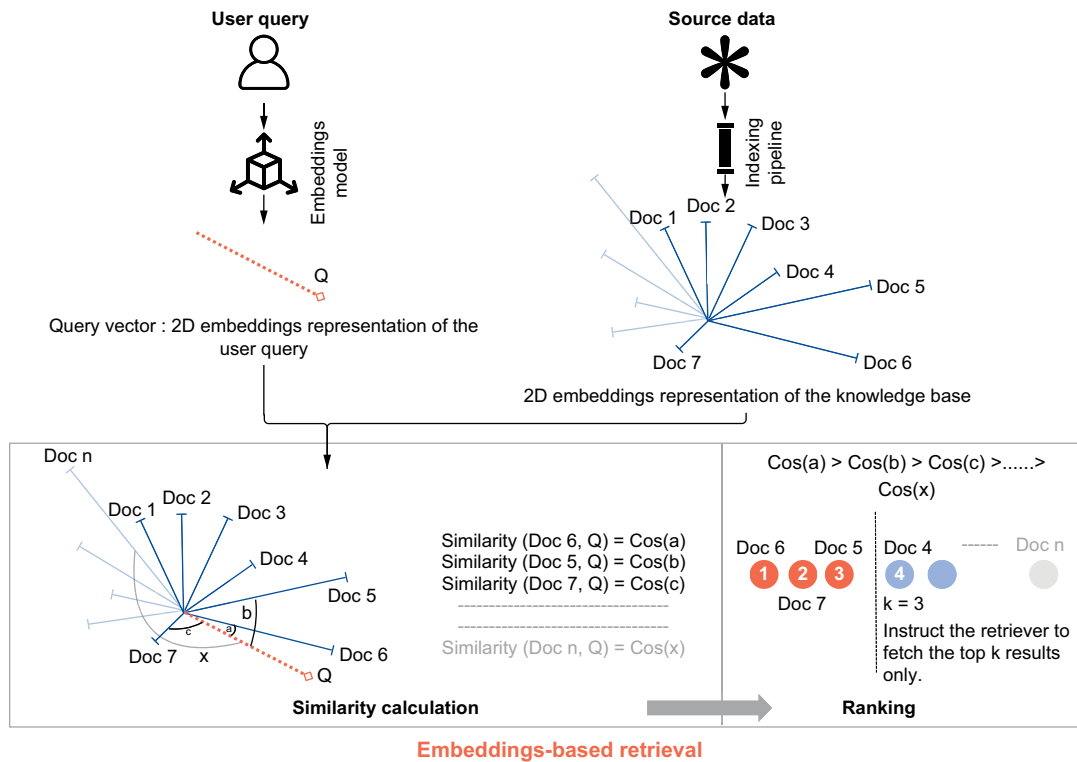 User query
Source data
Embeddings
model
Indexing
pipeline
Doc 1
Doc 2
Doc 3
Doc 4
Doc 5
Doc 6
Doc 7
Q
Query vector : 2D embeddings representation of the
user query
2D embeddings representation of the knowledge base
Doc n
Doc 1
Doc 2
Doc 3
Doc 4
Doc 5
Doc 6
Doc 7
a
b
c
x
Q
Similarity (Doc 6, Q) = Cos(a)
Similarity (Doc 5, Q) = Cos(b)
Similarity (Doc 7, Q) = Cos(c)
Similarity (Doc n, Q) = Cos(x)
Similarity calculation
Cos(a) > Cos(b) > Cos(c) >......>
Cos(x)
Doc 6
Doc 5
Doc 4
Doc n
1
2
3
4
Doc 7
k = 3
Instruct the retriever to
fetch the top k results
only.
Ranking
Embeddings-based retrieval